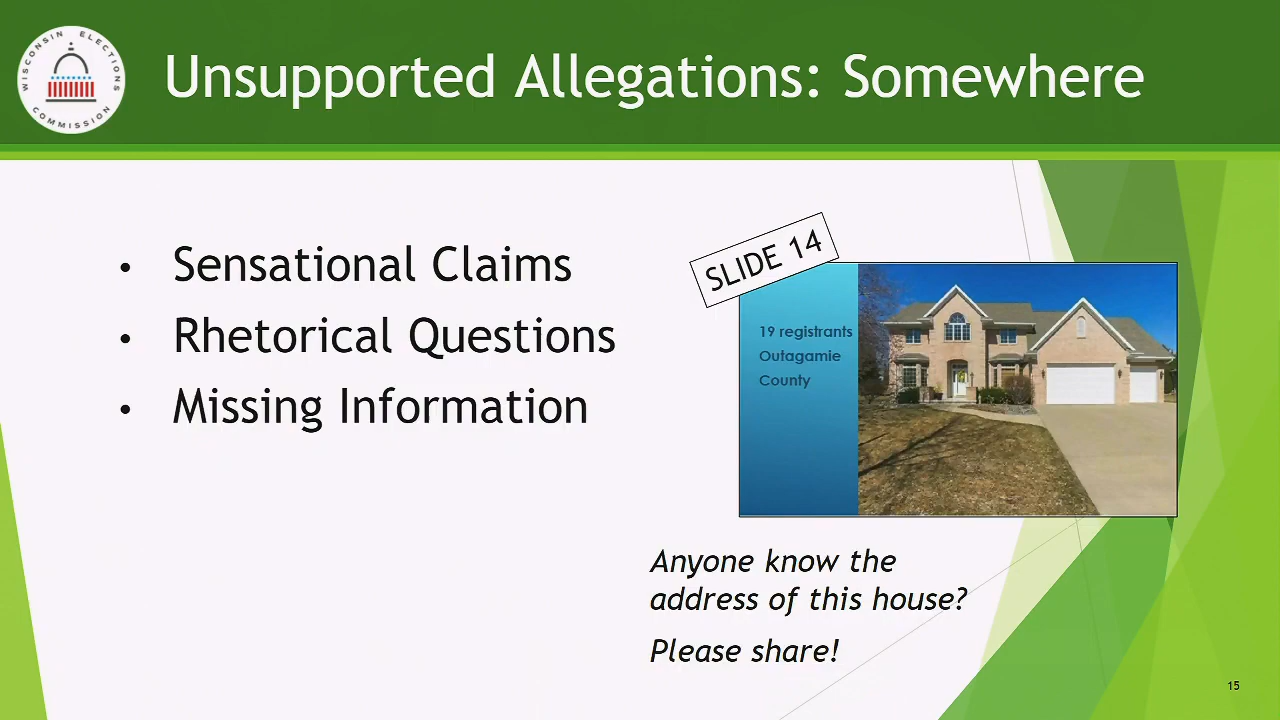 WISCONSIN ELECTIONS COMMISSION
Unsupported Allegations: Somewhere
• Sensational Claims
• Rhetorical Questions
• Missing Information
SLIDE 14
19 registrants
Outagamie
County
Anyone know the
address of this house?
Please share!
15